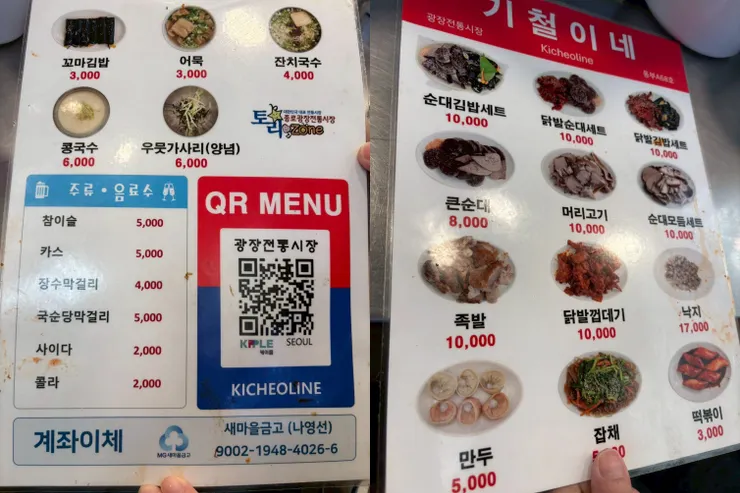 꼬마김밥
3,000
어묵
3,000
잔치국수
4,000
콩국수
6,000
우뭇가사리(양념)
6,000
토리
zone
주류 • 음료수
참이슬 5,000
카스 5,000
장수막걸리 4,000
국순당막걸리 5,000
사이다 2,000
콜라 2,000
QR MENU
광장전통시장
SEOUL
KICHEOLINE
계좌이체
MG새마을금고
새마을금고 (나영선)
9002-1948-4026-6
기철이네
광장전통시장
Kicheoline
동부A68호
순대김밥세트
10,000
닭발순대세트
10,000
닭발김밥세트
10,000
큰순대
8,000
머리고기
10,000
순대모듬세트
10,000
족발
10,000
닭발껍데기
10,000
낙지
17,000
만두
5,000
잡채
떡볶이
3,000